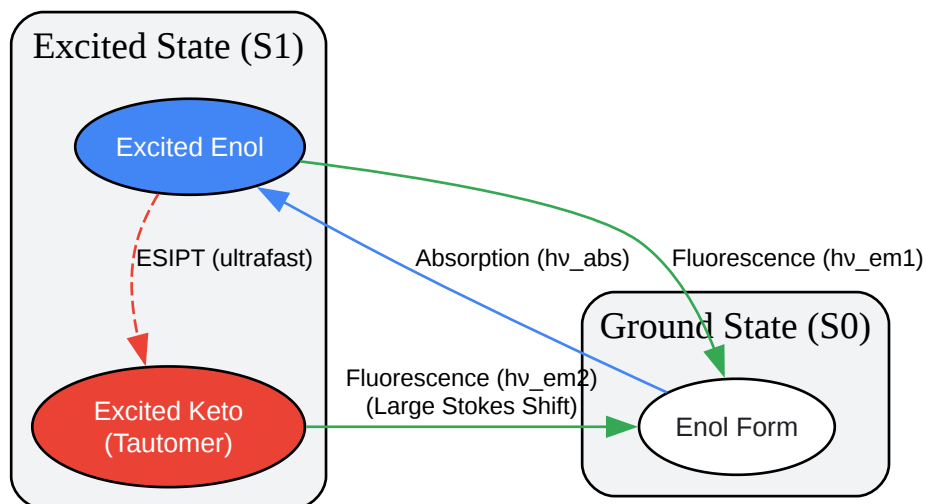 Excited State (S1)
Excited Enol
ESIPT (ultrafast)
Absorption (hν_abs)
Fluorescence (hν_em1)
Ground State (S0)
Fluorescence (hν_em2)
(Large Stokes Shift)
Excited Keto
(Tautomer)
Enol Form